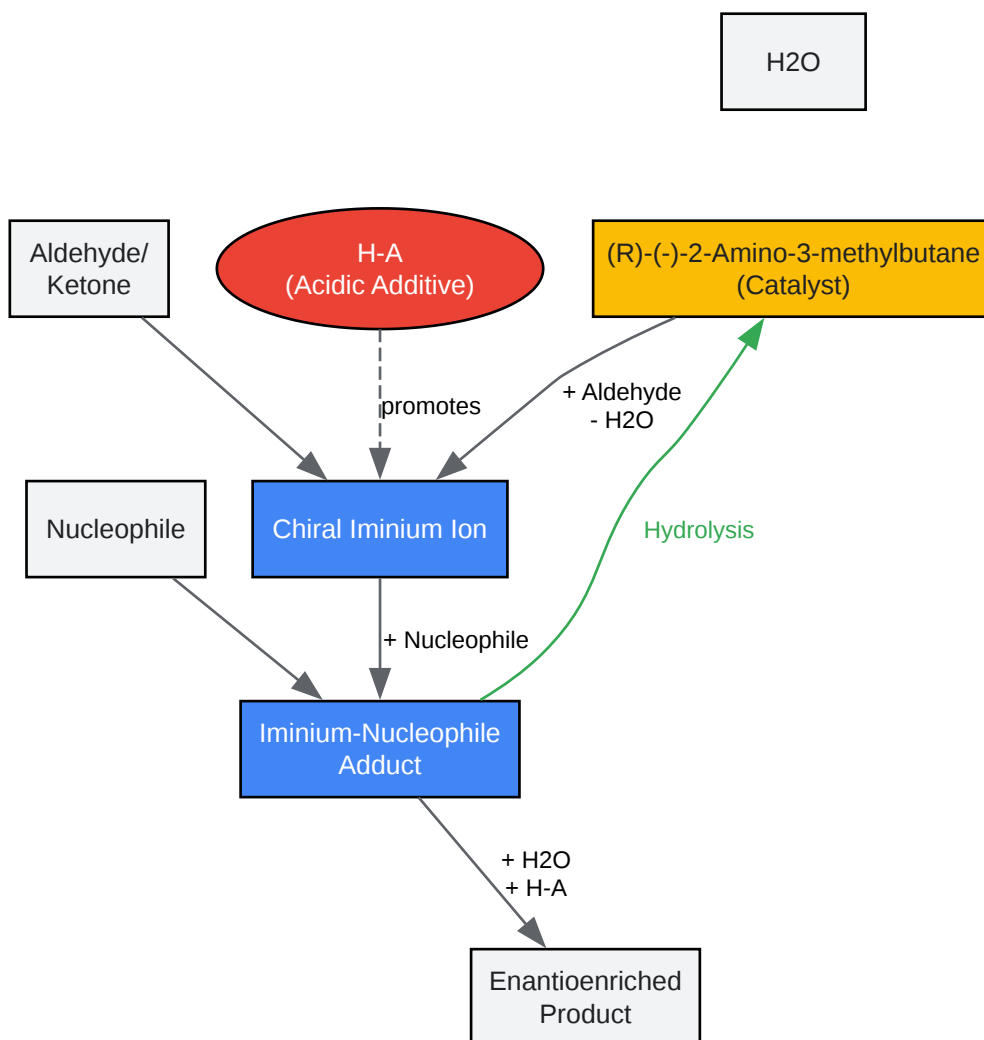 H2O
Aldehyde/
Ketone
H-A
(Acidic Additive)
(R)-(-)-2-Amino-3-methylbutane
(Catalyst)
promotes
+ Aldehyde
- H2O
Nucleophile
Chiral Iminium Ion
Hydrolysis
+ Nucleophile
Iminium-Nucleophile
Adduct
+ H2O
+ H-A
Enantioenriched
Product